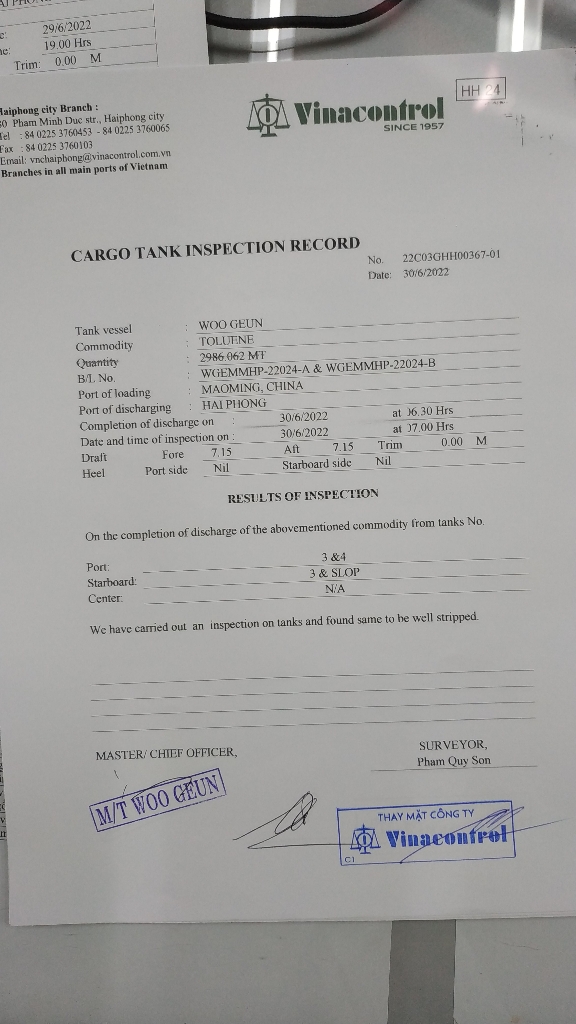 29/6/2022
19.00 Hrs
Trim: 0.00 M
Haiphong city Branch :
80 Pham Minh Duc str., Haiphong city
Tel : 84 0225 3760453 - 84 0225 3760065
Fax : 84 0225 3760103
Email: vnchaiphong@vinacontrol.com.vn
Branches in all main ports of Vietnam
Vinacontrol
SINCE 1957
HH 24
CARGO TANK INSPECTION RECORD
No. 22C03GHH00367-01
Date: 30/6/2022
Tank vessel : WOO GEUN
Commodity : TOLUENE
Quantity : 2986.062 MT
B/L No. : WGEMMHP-22024-A & WGEMMHP-22024-B
Port of loading : MAOMING, CHINA
Port of discharging : HAI PHONG
Completion of discharge on : 30/6/2022 at 06.30 Hrs
Date and time of inspection on : 30/6/2022 at 07.00 Hrs
Draft Fore 7.15 Aft 7.15 Trim 0.00 M
Heel Port side Nil Starboard side Nil
RESULTS OF INSPECTION
On the completion of discharge of the abovementioned commodity from tanks No.
Port: 3 &4
Starboard: 3 & SLOP
Center: N/A
We have carried out an inspection on tanks and found same to be well stripped.
MASTER/ CHIEF OFFICER,
SURVEYOR,
Pham Quy Son
M/T WOO GEUN
THAY MẶT CÔNG TY
Vinacontrol
C1